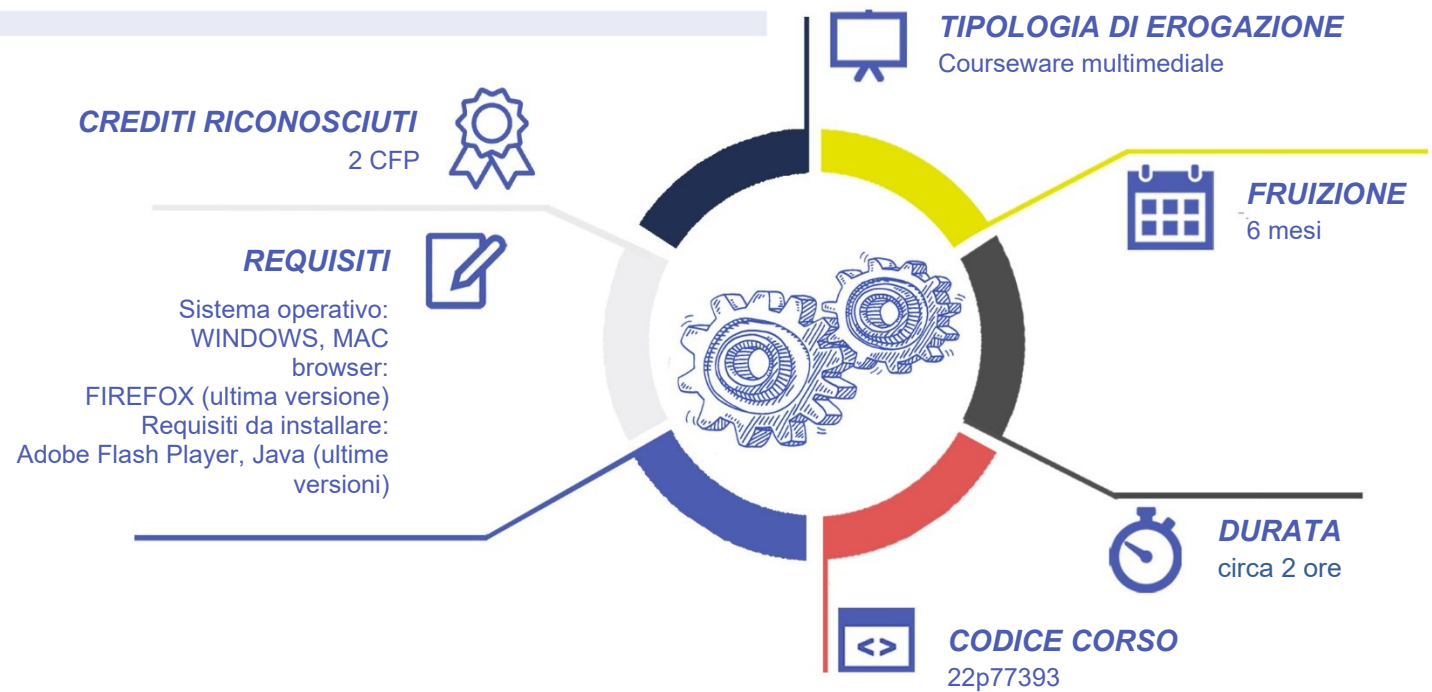 TIPOLOGIA DI EROGAZIONE
Courseware multimediale
CREDITI RICONOSCIUTI
2 CFP
FRUIZIONE
6 mesi
REQUISITI
Sistema operativo:
WINDOWS, MAC
browser:
FIREFOX (ultima versione)
Requisiti da installare:
Adobe Flash Player, Java (ultime
versioni)
DURATA
circa 2 ore
<>
CODICE CORSO
22p77393